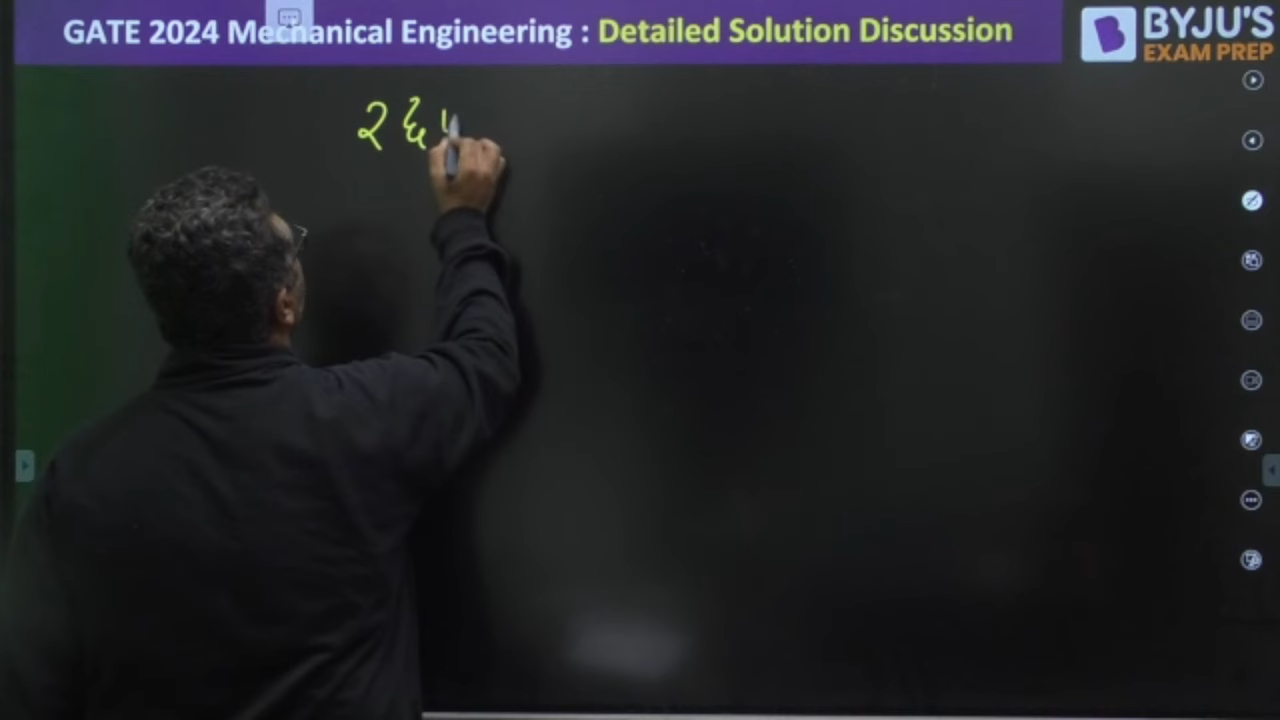 GATE 2024 Mechanical Engineering : Detailed Solution Discussion
BYJU'S
EXAM PREP
2 &